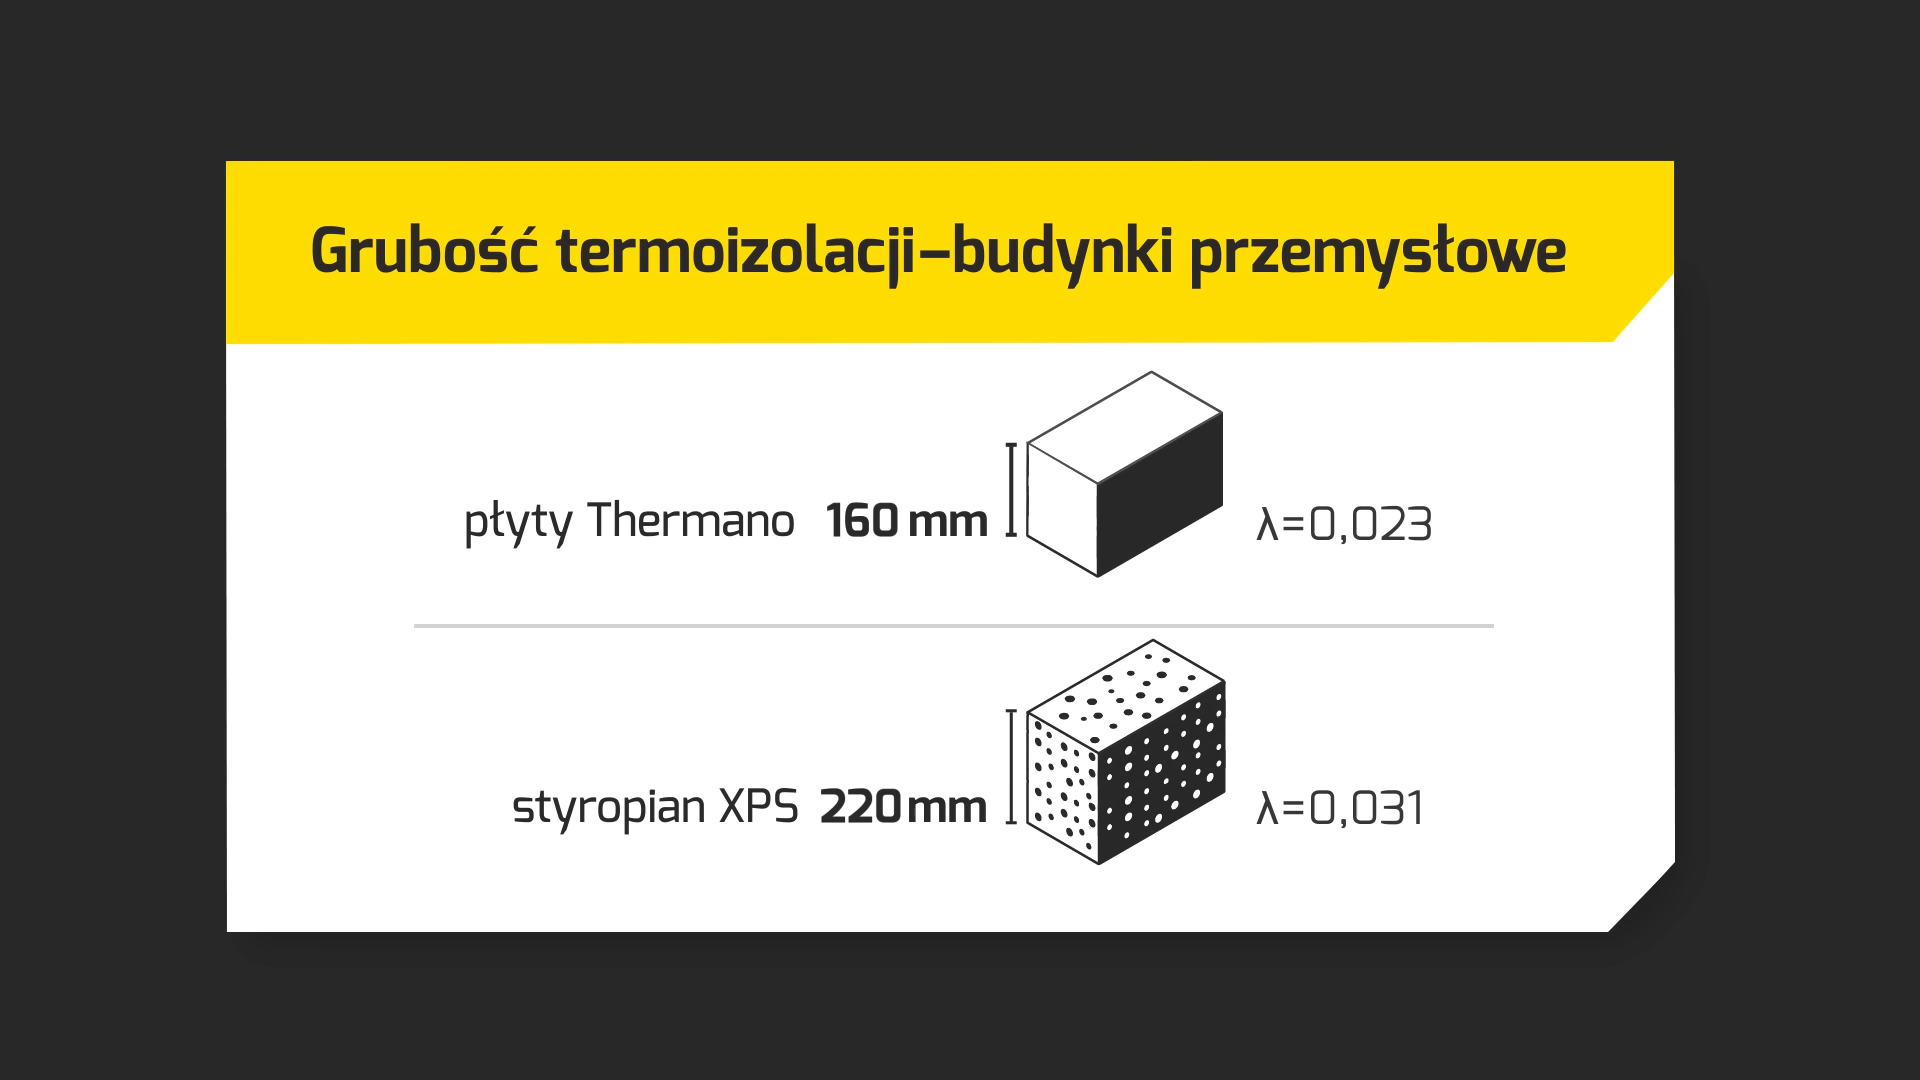 Grubość termoizolacji–budynki przemysłowe
płyty Thermano 160 mm λ=0,023
styropian XPS 220 mm λ=0,031